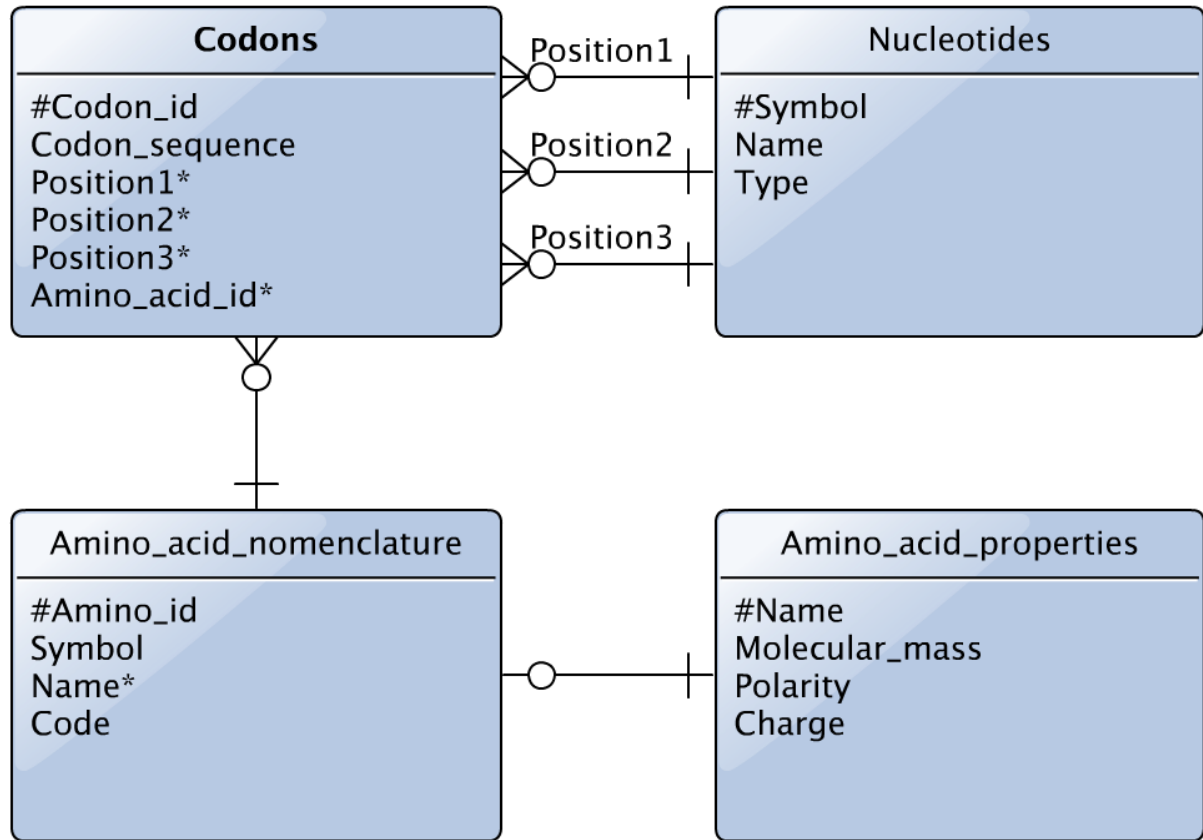 Codons
#Codon_id
Codon_sequence
Position1*
Position2*
Position3*
Amino_acid_id*
Position1
Position2
Position3
Nucleotides
#Symbol
Name
Type
Amino_acid_nomenclature
#Amino_id
Symbol
Name*
Code
Amino_acid_properties
#Name
Molecular_mass
Polarity
Charge